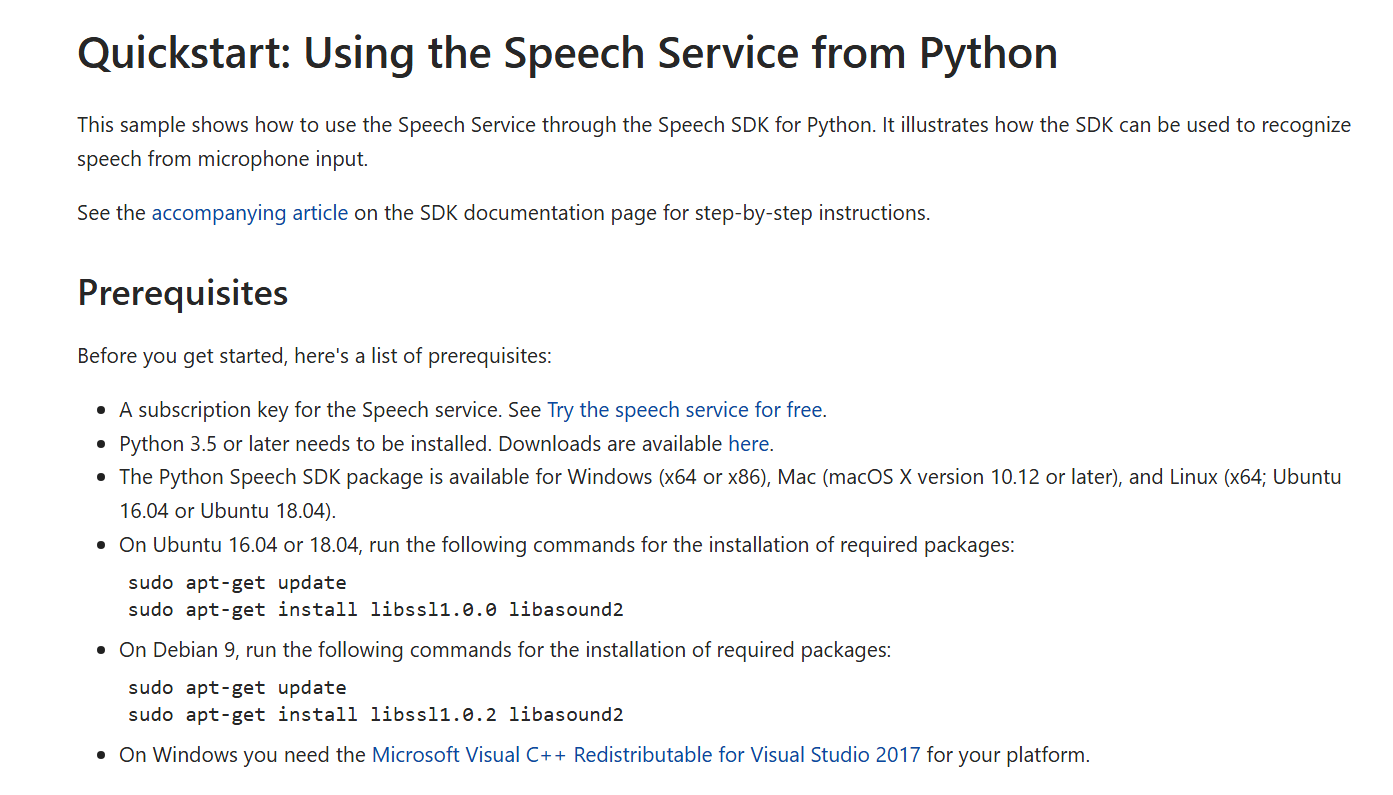 Quickstart: Using the Speech Service from Python
This sample shows how to use the Speech Service through the Speech SDK for Python. It illustrates how the SDK can be used to recognize
speech from microphone input.
See the accompanying article on the SDK documentation page for step-by-step instructions.
Prerequisites
Before you get started, here's a list of prerequisites:
• A subscription key for the Speech service. See Try the speech service for free.
• Python 3.5 or later needs to be installed. Downloads are available here.
• The Python Speech SDK package is available for Windows (x64 or x86), Mac (macOS X version 10.12 or later), and Linux (x64; Ubuntu
16.04 or Ubuntu 18.04).
• On Ubuntu 16.04 or 18.04, run the following commands for the installation of required packages:
sudo apt-get update
sudo apt-get install libssl1.0.0 libasound2
• On Debian 9, run the following commands for the installation of required packages:
sudo apt-get update
sudo apt-get install libssl1.0.2 libasound2
• On Windows you need the Microsoft Visual C++ Redistributable for Visual Studio 2017 for your platform.